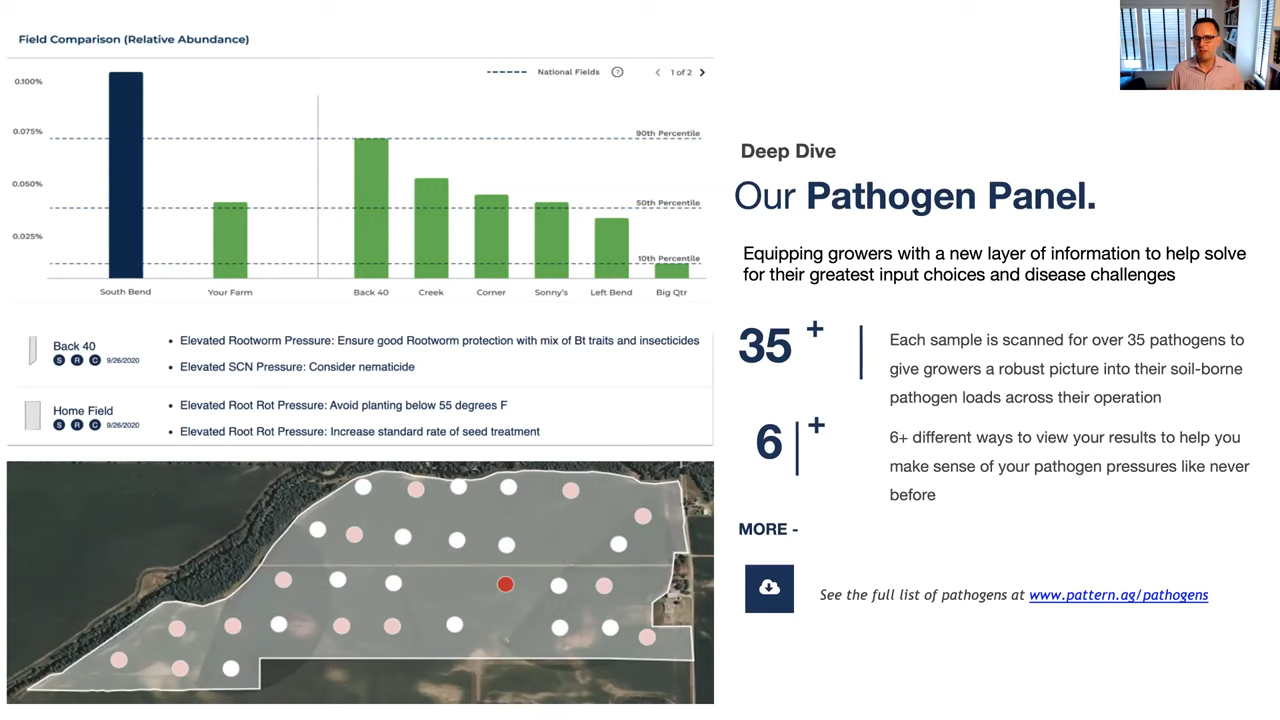 Field Comparison (Relative Abundance)
National Fields ? < 1 of 2 >
0.100%
0.075%
90th Percentile
0.050%
50th Percentile
0.025%
10th Percentile
South Bend Your Farm Back 40 Creek Corner Sonny's Left Bend Big Qtr
Back 40
S R C 9/26/2020
• Elevated Rootworm Pressure: Ensure good Rootworm protection with mix of Bt traits and insecticides
• Elevated SCN Pressure: Consider nematicide
Home Field
S R C 9/26/2020
• Elevated Root Rot Pressure: Avoid planting below 55 degrees F
• Elevated Root Rot Pressure: Increase standard rate of seed treatment
Deep Dive
Our Pathogen Panel.
Equipping growers with a new layer of information to help solve
for their greatest input choices and disease challenges
35+
Each sample is scanned for over 35 pathogens to
give growers a robust picture into their soil-borne
pathogen loads across their operation
6+
6+ different ways to view your results to help you
make sense of your pathogen pressures like never
before
MORE -
See the full list of pathogens at www.pattern.ag/pathogens